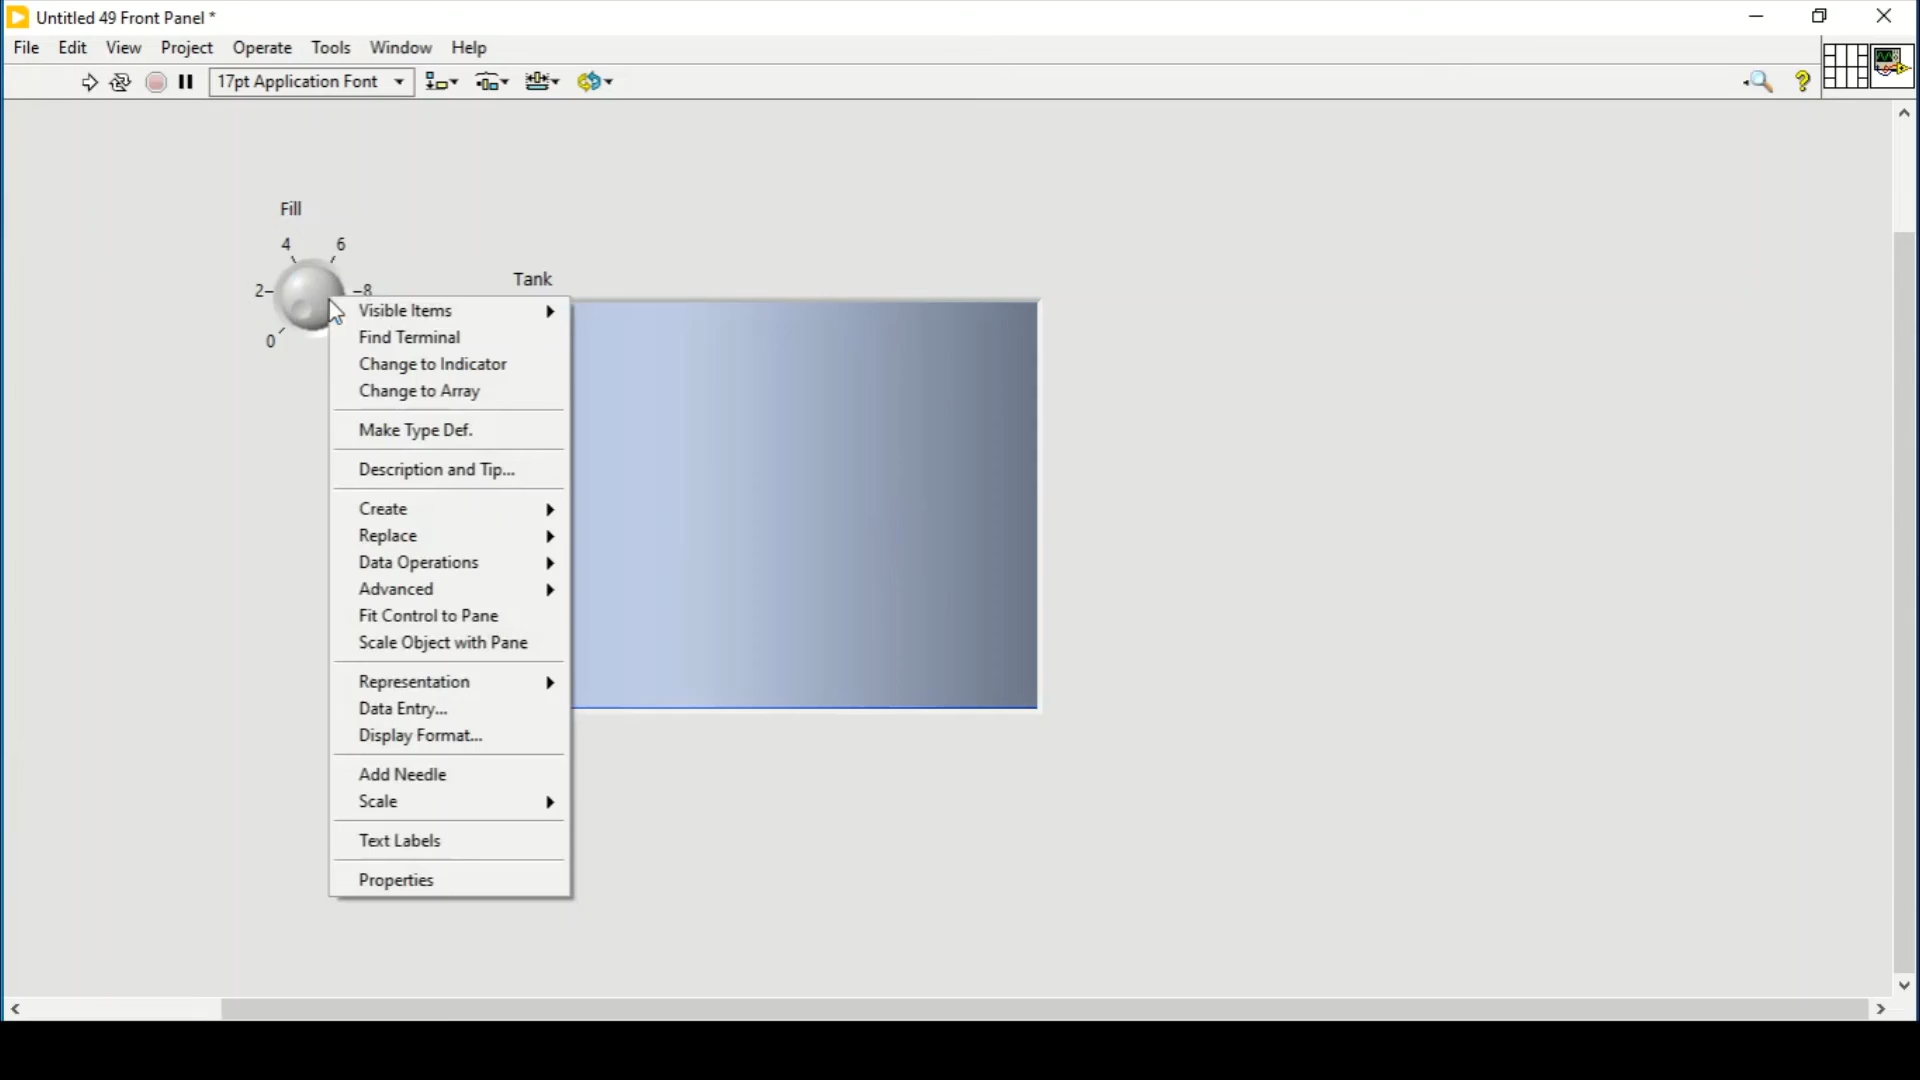 Untitled 49 Front Panel *
File Edit View Project Operate Tools Window Help
17pt Application Font
Fill
4 6
2 8
0
Tank
Visible Items
Find Terminal
Change to Indicator
Change to Array
Make Type Def.
Description and Tip...
Create
Replace
Data Operations
Advanced
Fit Control to Pane
Scale Object with Pane
Representation
Data Entry...
Display Format...
Add Needle
Scale
Text Labels
Properties